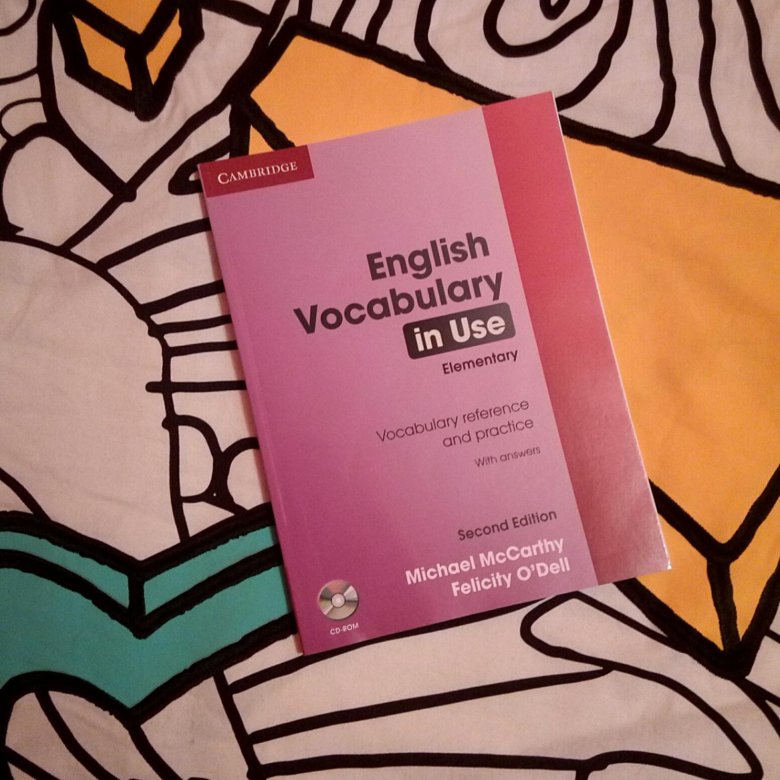 CAMBRIDGE
English
Vocabulary
in Use
Elementary
Vocabulary reference
and practice
With answers
Second Edition
Michael McCarthy
Felicity O'Dell
CD-ROM